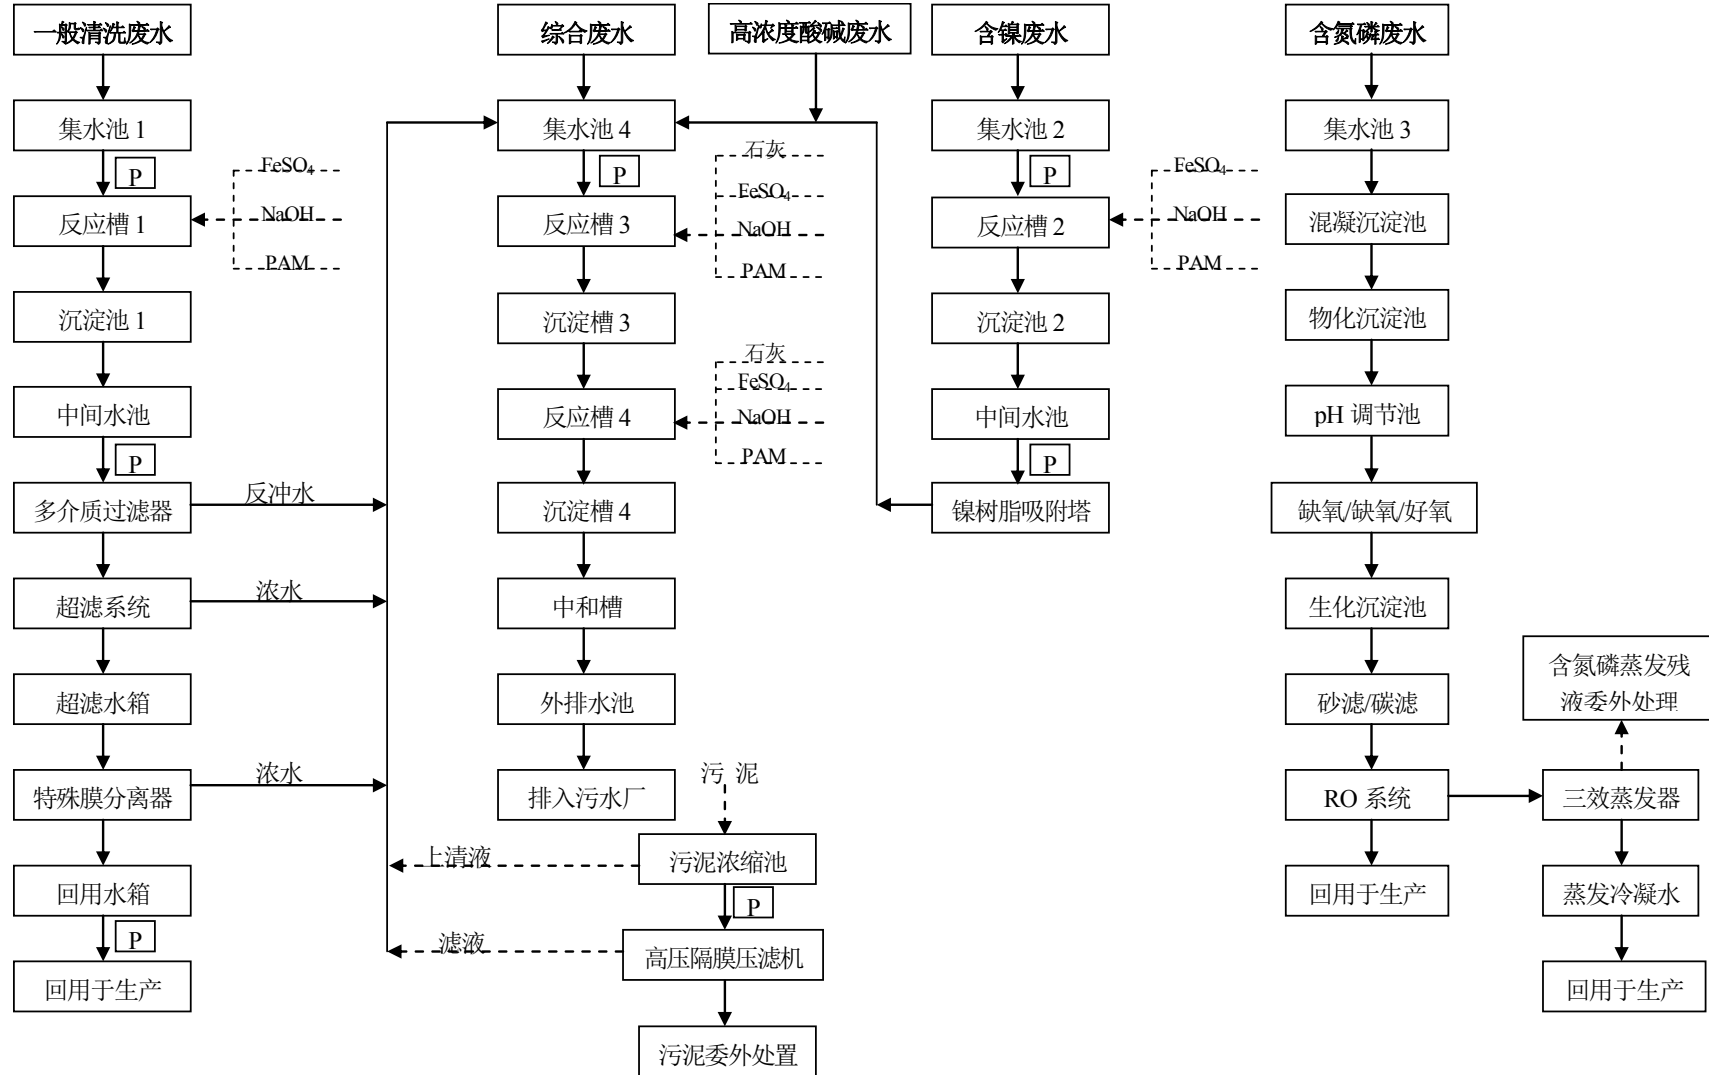 一般清洗废水
综合废水
高浓度酸碱废水
含镍废水
含氮磷废水
集水池 1
集水池 4
集水池 2
集水池 3
P
P
石灰
P
FeSO₄
FeSO₄
FeSO₄
反应槽 1
NaOH
反应槽 3
NaOH
反应槽 2
NaOH
混凝沉淀池
PAM
PAM
PAM
沉淀池 1
沉淀槽 3
沉淀池 2
物化沉淀池
石灰
FeSO₄
中间水池
反应槽 4
NaOH
中间水池
pH 调节池
P
PAM
P
多介质过滤器
反冲水
沉淀槽 4
镍树脂吸附塔
缺氧/缺氧/好氧
超滤系统
浓水
中和槽
生化沉淀池
超滤水箱
外排水池
砂滤/碳滤
含氮磷蒸发残
液委外处理
特殊膜分离器
浓水
排入污水厂
污 泥
RO 系统
三效蒸发器
回用水箱
上清液
污泥浓缩池
回用于生产
蒸发冷凝水
P
P
滤液
高压隔膜压滤机
回用于生产
回用于生产
污泥委外处置